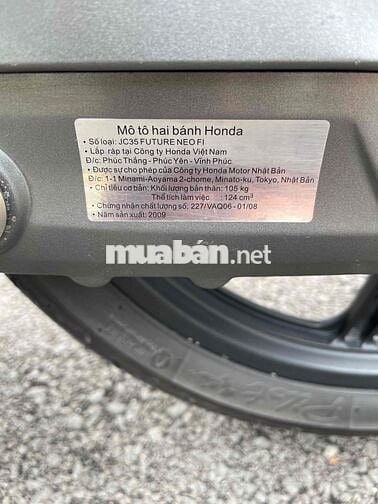 Mô tô hai bánh Honda
• Số loại: JC35 FUTURE NEO FI
• Lắp ráp tại Công ty Honda Việt Nam
Đ/c: Phúc Thắng - Phúc Yên - Vĩnh Phúc
• Được sự cho phép của Công ty Honda Motor Nhật Bản
Đ/c: 1-1 Minami-Aoyama 2-chome, Minato-ku, Tokyo, Nhật Bản
• Chỉ tiêu cơ bản: Khối lượng bản thân: 105 kg
Thể tích làm việc : 124 cm³
• Chứng nhận chất lượng số: 227/VAQ06 - 01/08
• Năm sản xuất: 2009
muaban.net